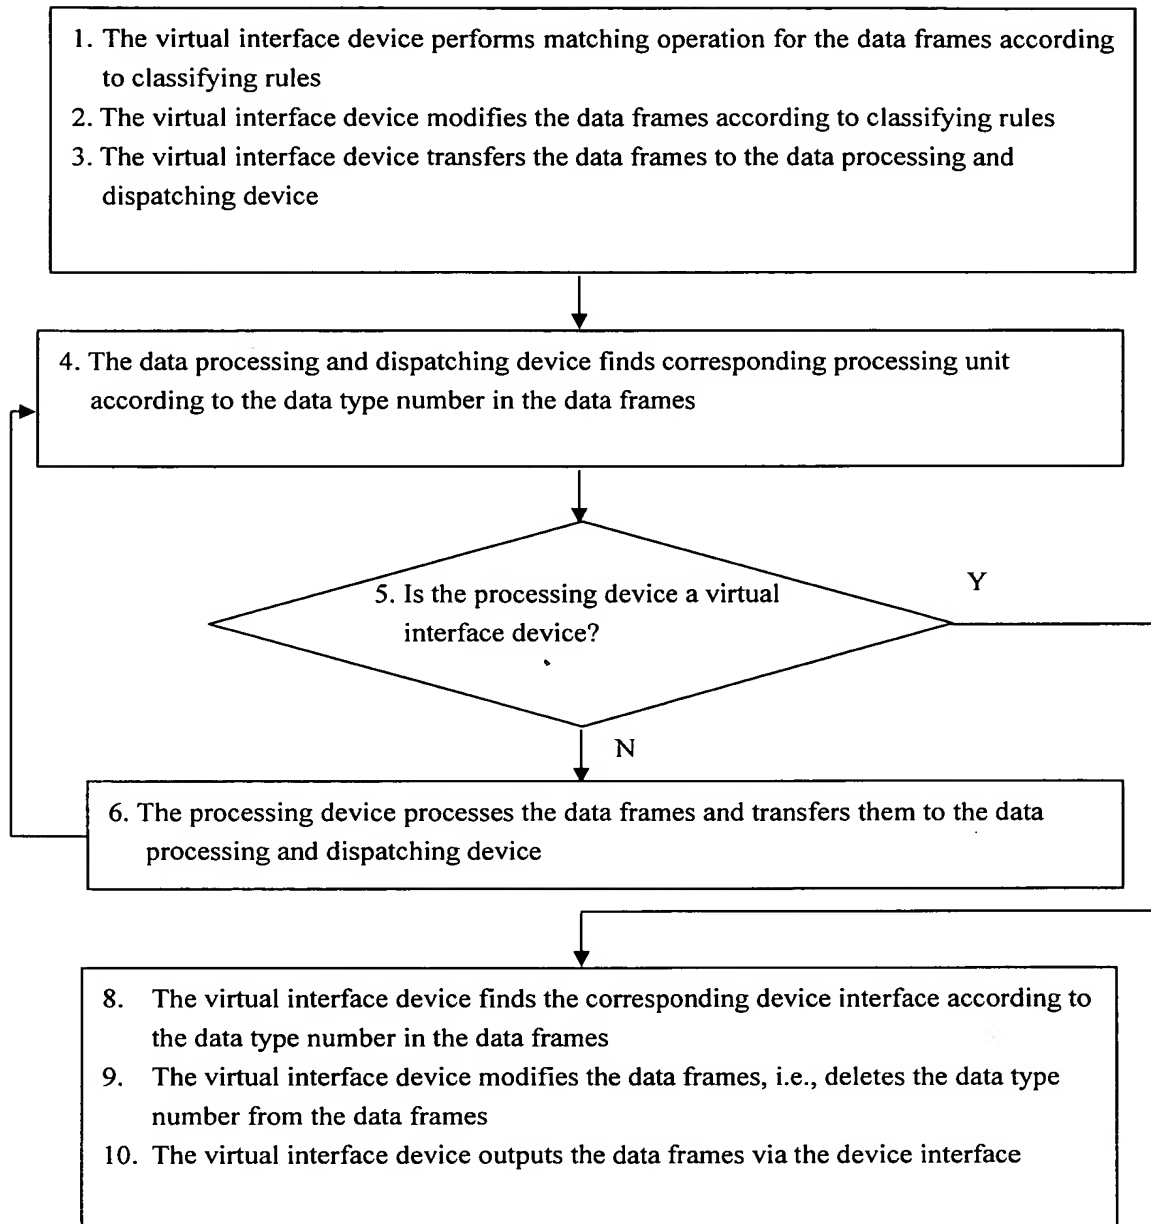 1. The virtual interface device performs matching operation for the data frames according
to classifying rules
2. The virtual interface device modifies the data frames according to classifying rules
3. The virtual interface device transfers the data frames to the data processing and
dispatching device
4. The data processing and dispatching device finds corresponding processing unit
according to the data type number in the data frames
5. Is the processing device a virtual
interface device?
Y
N
6. The processing device processes the data frames and transfers them to the data
processing and dispatching device
8. The virtual interface device finds the corresponding device interface according to
the data type number in the data frames
9. The virtual interface device modifies the data frames, i.e., deletes the data type
number from the data frames
10. The virtual interface device outputs the data frames via the device interface